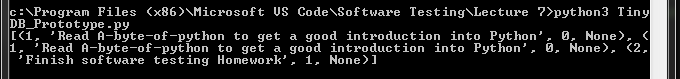 c:\Program Files (x86)\Microsoft VS Code\Software Testing\Lecture 7>python3 Tiny
DB_Prototype.py
[(1, 'Read A-byte-of-python to get a good introduction into Python', 0, None), (
1, 'Read A-byte-of-python to get a good introduction into Python', 0, None), (2,
 'Finish software testing Homework', 1, None)]